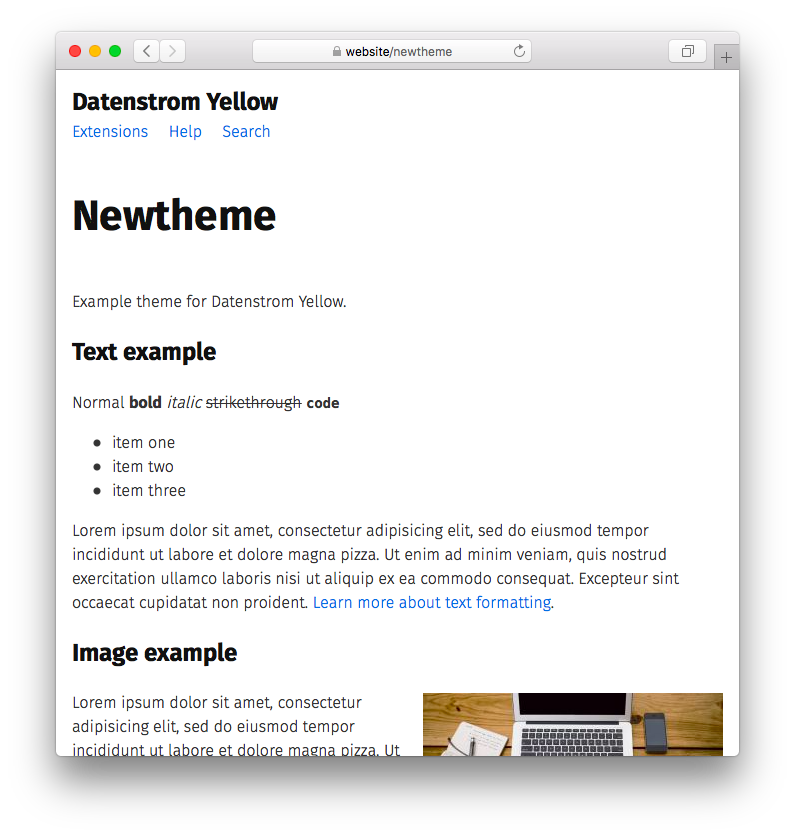 website/newtheme
Datenstrom Yellow
Extensions Help Search
Newtheme
Example theme for Datenstrom Yellow.
Text example
Normal bold italic strikethrough code
item one
item two
item three
Lorem ipsum dolor sit amet, consectetur adipisicing elit, sed do eiusmod tempor
incididunt ut labore et dolore magna pizza. Ut enim ad minim veniam, quis nostrud
exercitation ullamco laboris nisi ut aliquip ex ea commodo consequat. Excepteur sint
occaecat cupidatat non proident. Learn more about text formatting.
Image example
Lorem ipsum dolor sit amet, consectetur
adipisicing elit, sed do eiusmod tempor
incididunt ut labore et dolore magna pizza. Ut